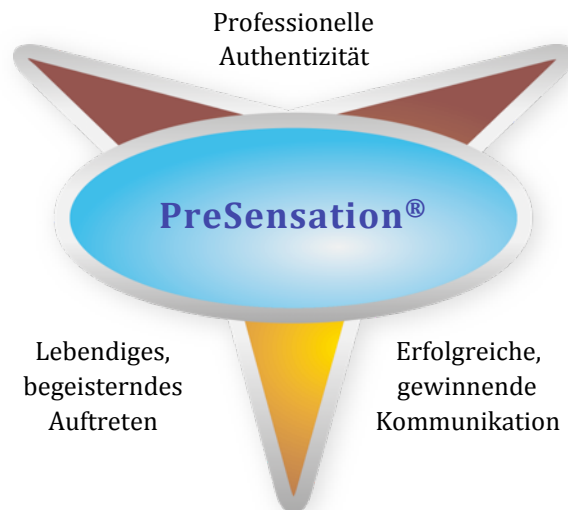 Professionelle
Authentizität
PreSensation®
Lebendiges,
begeisterndes
Auftreten
Erfolgreiche,
gewinnende
Kommunikation